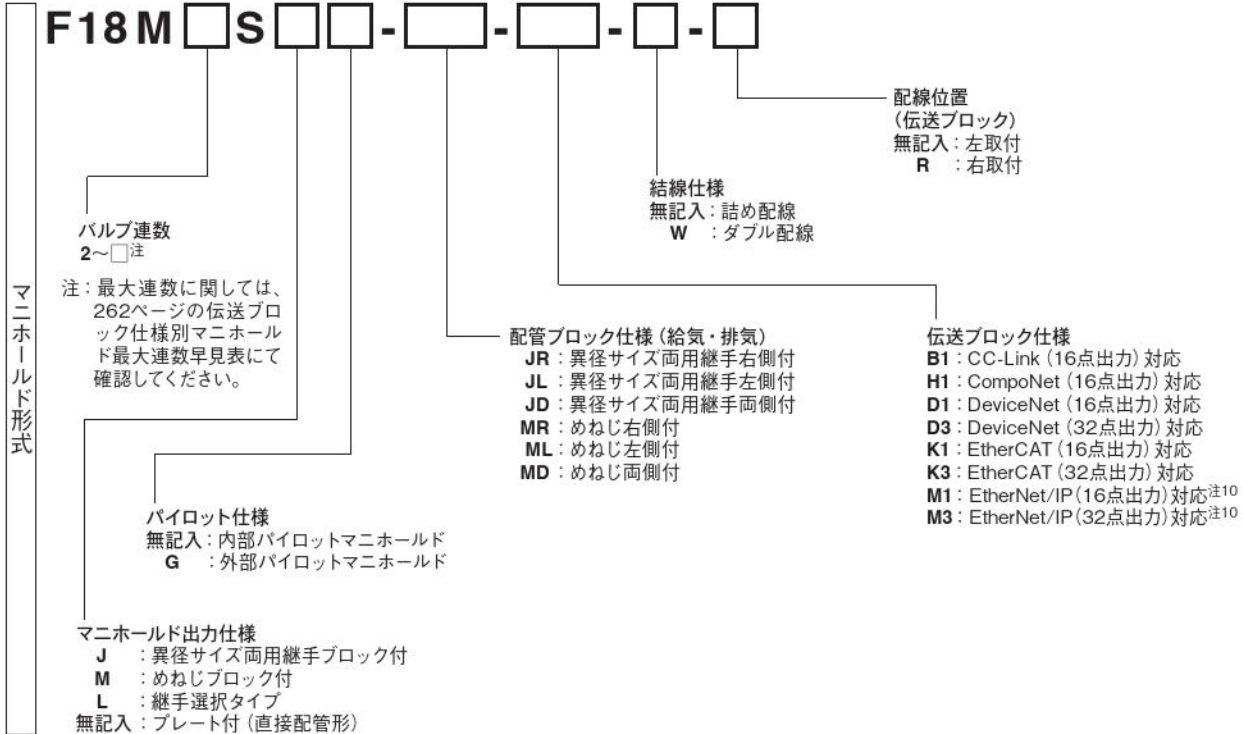 F18M□S□□-□-□-□-□
マニホールド形式
配線位置
(伝送ブロック)
無記入：左取付
R ：右取付
結線仕様
無記入：詰め配線
W ：ダブル配線
バルブ連数
2〜□注
注：最大連数に関しては、
262ページの伝送ブロ
ック仕様別マニホール
ド最大連数早見表にて
確認してください。
配管ブロック仕様（給気・排気）
JR：異径サイズ両用継手右側付
JL：異径サイズ両用継手左側付
JD：異径サイズ両用継手両側付
MR：めねじ右側付
ML：めねじ左側付
MD：めねじ両側付
伝送ブロック仕様
B1：CC-Link（16点出力）対応
H1：CompoNet（16点出力）対応
D1：DeviceNet（16点出力）対応
D3：DeviceNet（32点出力）対応
K1：EtherCAT（16点出力）対応
K3：EtherCAT（32点出力）対応
M1：EtherNet/IP（16点出力）対応注10
M3：EtherNet/IP（32点出力）対応注10
パイロット仕様
無記入：内部パイロットマニホールド
G ：外部パイロットマニホールド
マニホールド出力仕様
J ：異径サイズ両用継手ブロック付
M ：めねじブロック付
L ：継手選択タイプ
無記入：プレート付（直接配管形）